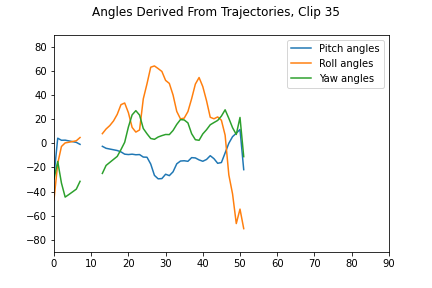 Angles Derived From Trajectories, Clip 35
80
60
40
20
0
−20
−40
−60
−80
0 10 20 30 40 50 60 70 80 90
Pitch angles
Roll angles
Yaw angles